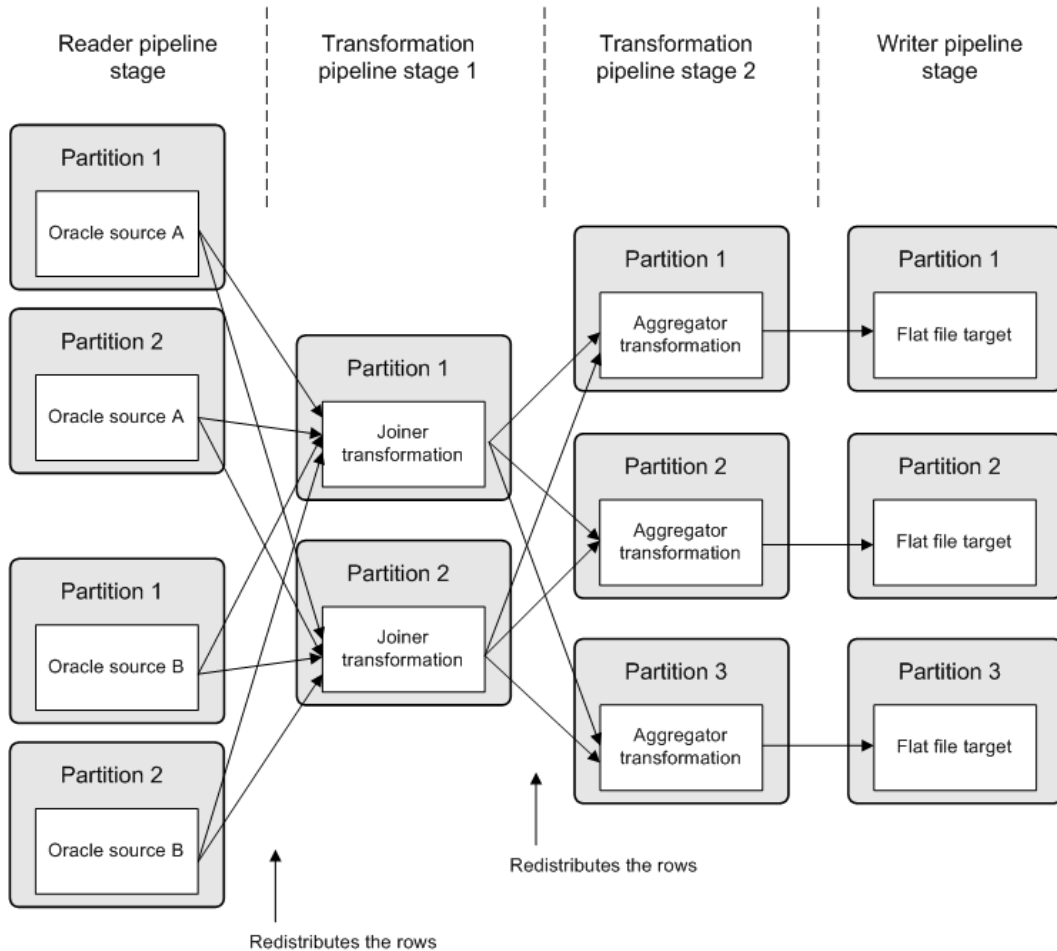 Reader pipeline
stage
Transformation
pipeline stage 1
Transformation
pipeline stage 2
Writer pipeline
stage
Partition 1
Oracle source A
Partition 2
Oracle source A
Partition 1
Oracle source B
Partition 2
Oracle source B
Partition 1
Joiner
transformation
Partition 2
Joiner
transformation
Partition 1
Aggregator
transformation
Partition 2
Aggregator
transformation
Partition 3
Aggregator
transformation
Partition 1
Flat file target
Partition 2
Flat file target
Partition 3
Flat file target
Redistributes the rows
Redistributes the rows